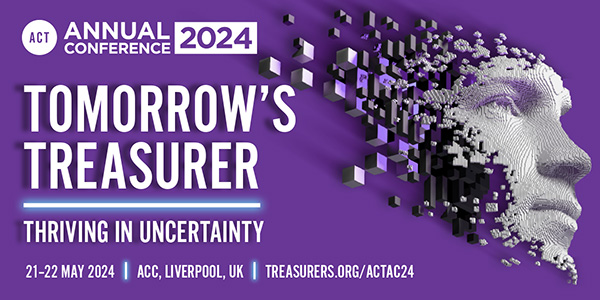 ACT
ANNUAL
CONFERENCE 2024
TOMORROW'S
TREASURER
THRIVING IN UNCERTAINTY
21–22 MAY 2024 | ACC, LIVERPOOL, UK | TREASURERS.ORG/ACTAC24